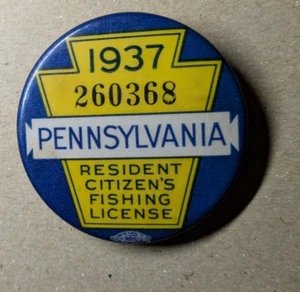 1937
260368
PENNSYLVANIA
RESIDENT
CITIZEN'S
FISHING
LICENSE